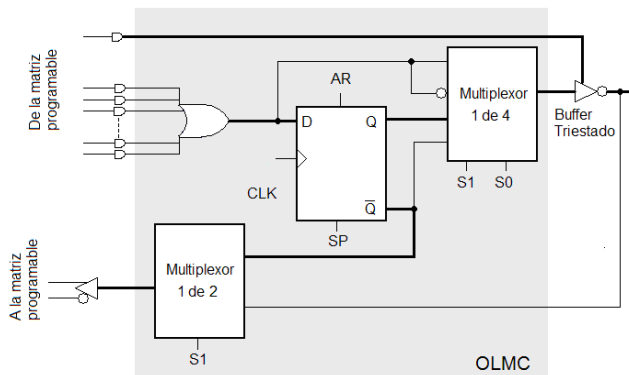 De la matriz
programable
AR
D
Q
CLK
Q̅
SP
Multiplexor
1 de 4
S1
S0
Buffer
Triestado
A la matriz
programable
Multiplexor
1 de 2
S1
OLMC